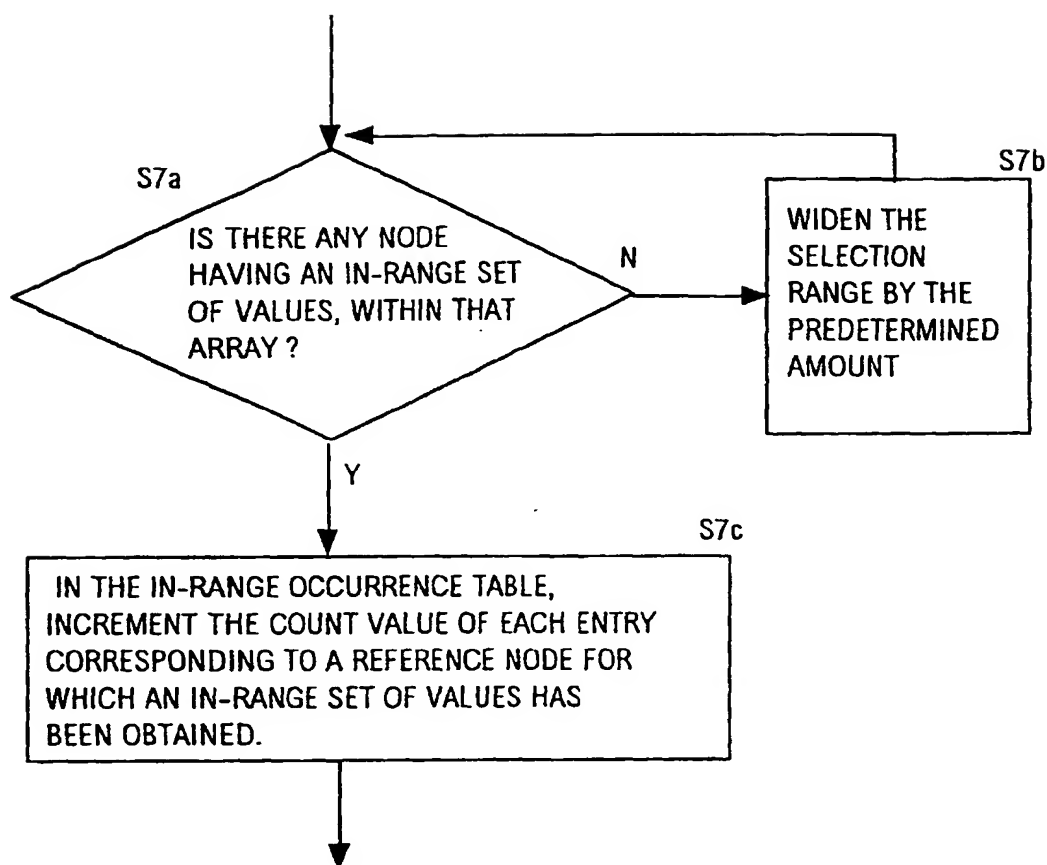 S7a
IS THERE ANY NODE
HAVING AN IN-RANGE SET
OF VALUES, WITHIN THAT
ARRAY ?
N
S7b
WIDEN THE
SELECTION
RANGE BY THE
PREDETERMINED
AMOUNT
Y
S7c
IN THE IN-RANGE OCCURRENCE TABLE,
INCREMENT THE COUNT VALUE OF EACH ENTRY
CORRESPONDING TO A REFERENCE NODE FOR
WHICH AN IN-RANGE SET OF VALUES HAS
BEEN OBTAINED.